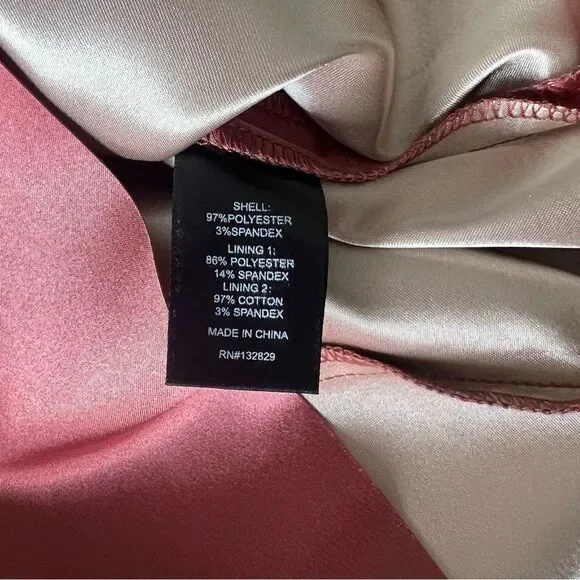 SHELL:
97%POLYESTER
3%SPANDEX
LINING 1:
86% POLYESTER
14% SPANDEX
LINING 2:
97% COTTON
3% SPANDEX
MADE IN CHINA
RN#132829